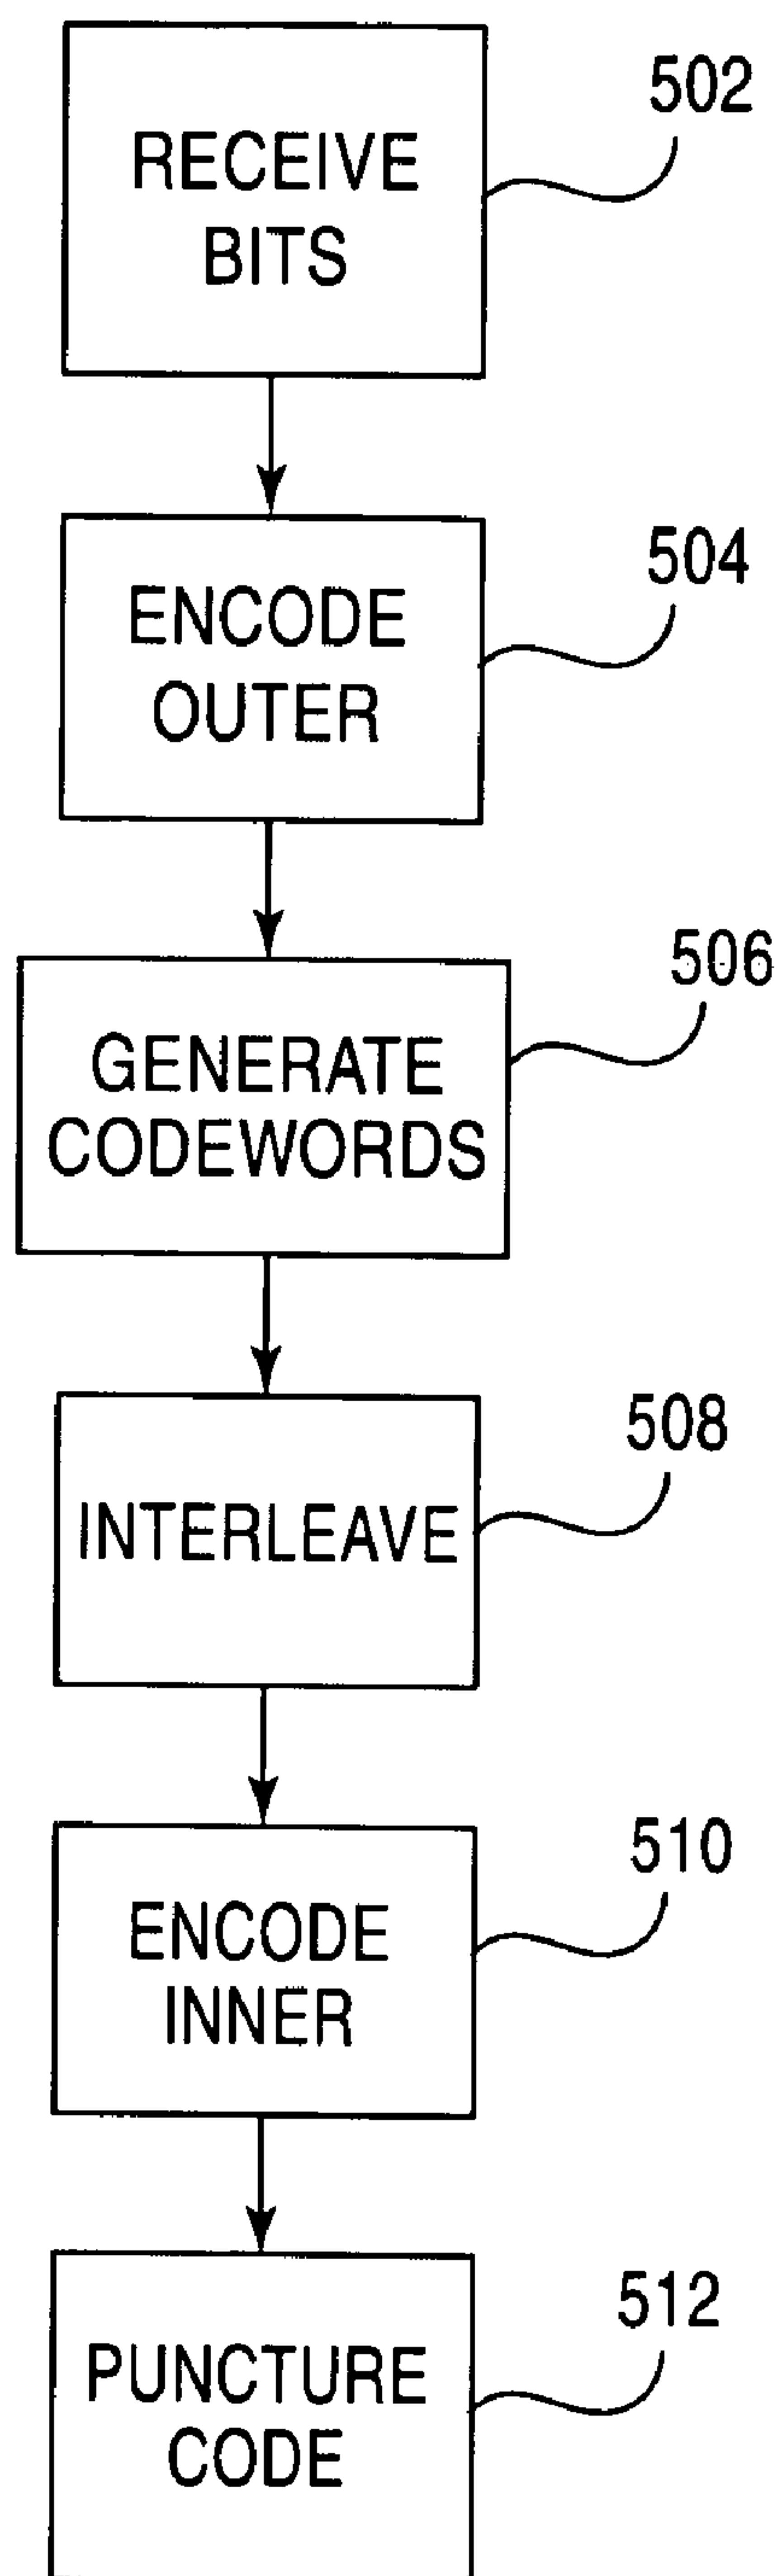 502
RECEIVE
BITS
504
ENCODE
OUTER
506
GENERATE
CODEWORDS
508
INTERLEAVE
510
ENCODE
INNER
512
PUNCTURE
CODE